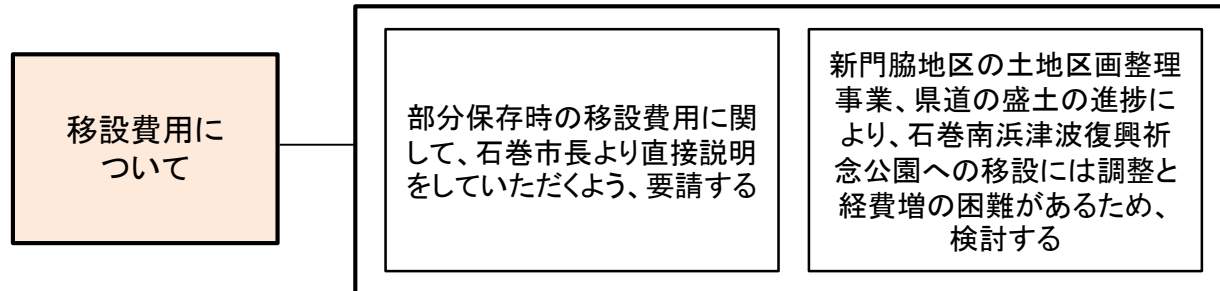 移設費用に
ついて
部分保存時の移設費用に関
して、石巻市長より直接説明
をしていただくよう、要請する
新門脇地区の土地区画整理
事業、県道の盛土の進捗に
より、石巻南浜津波復興祈
念公園への移設には調整と
経費増の困難があるため、
検討する